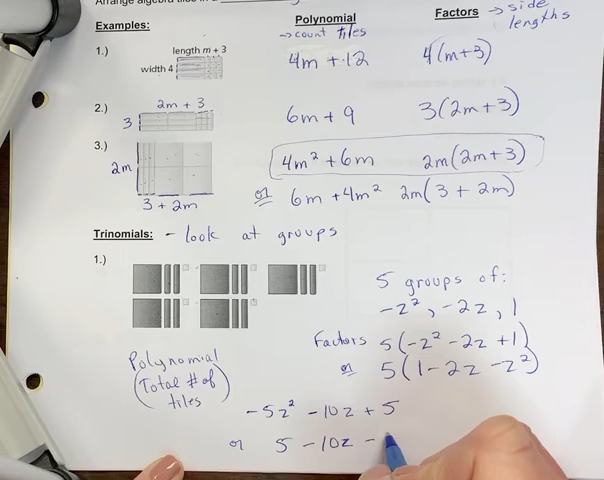 Arrange algebra tiles in a
Examples:
Polynomial
→ count tiles
Factors → side lengths
1.)
length m + 3
width 4
4m + 12
4(m+3)
2.)
2m + 3
3
6m + 9
3(2m+3)
3.)
2m
3 + 2m
4m² + 6m
2m(2m+3)
or 6m + 4m²
2m(3 + 2m)
Trinomials: - look at groups
1.)
5 groups of:
-z², -2z, 1
Factors 5(-z² - 2z + 1)
or 5(1 - 2z - z²)
Polynomial
(Total # of
tiles)
-5z² - 10z + 5
or 5 - 10z -